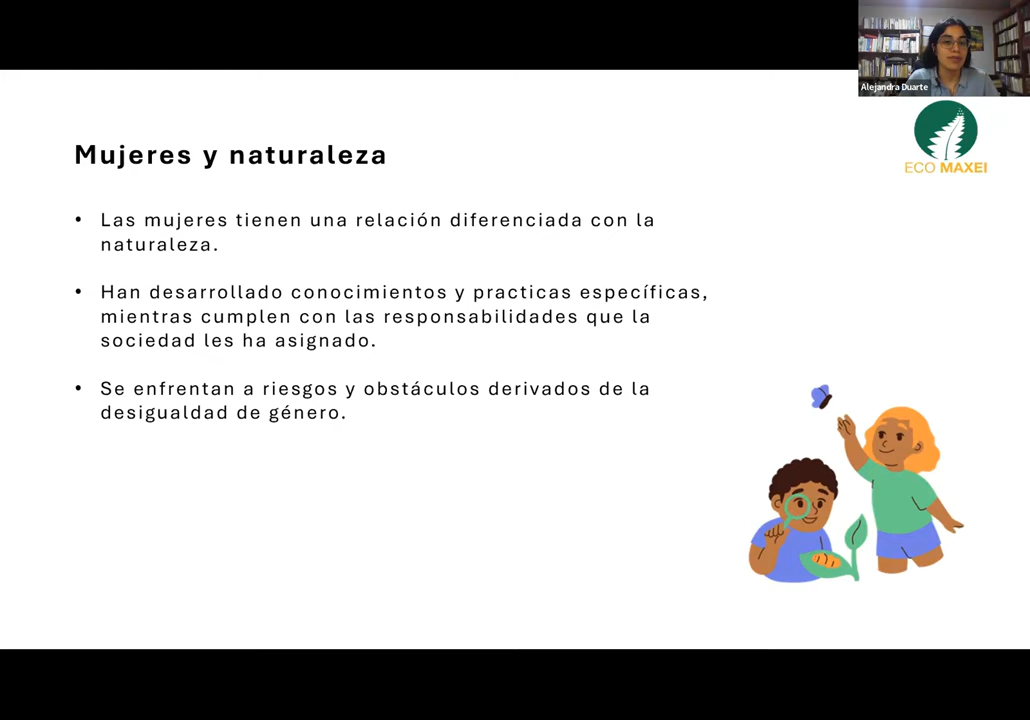 Alejandra Duarte
ECO MAXEI
Mujeres y naturaleza
• Las mujeres tienen una relación diferenciada con la
naturaleza.
• Han desarrollado conocimientos y practicas específicas,
mientras cumplen con las responsabilidades que la
sociedad les ha asignado.
• Se enfrentan a riesgos y obstáculos derivados de la
desigualdad de género.